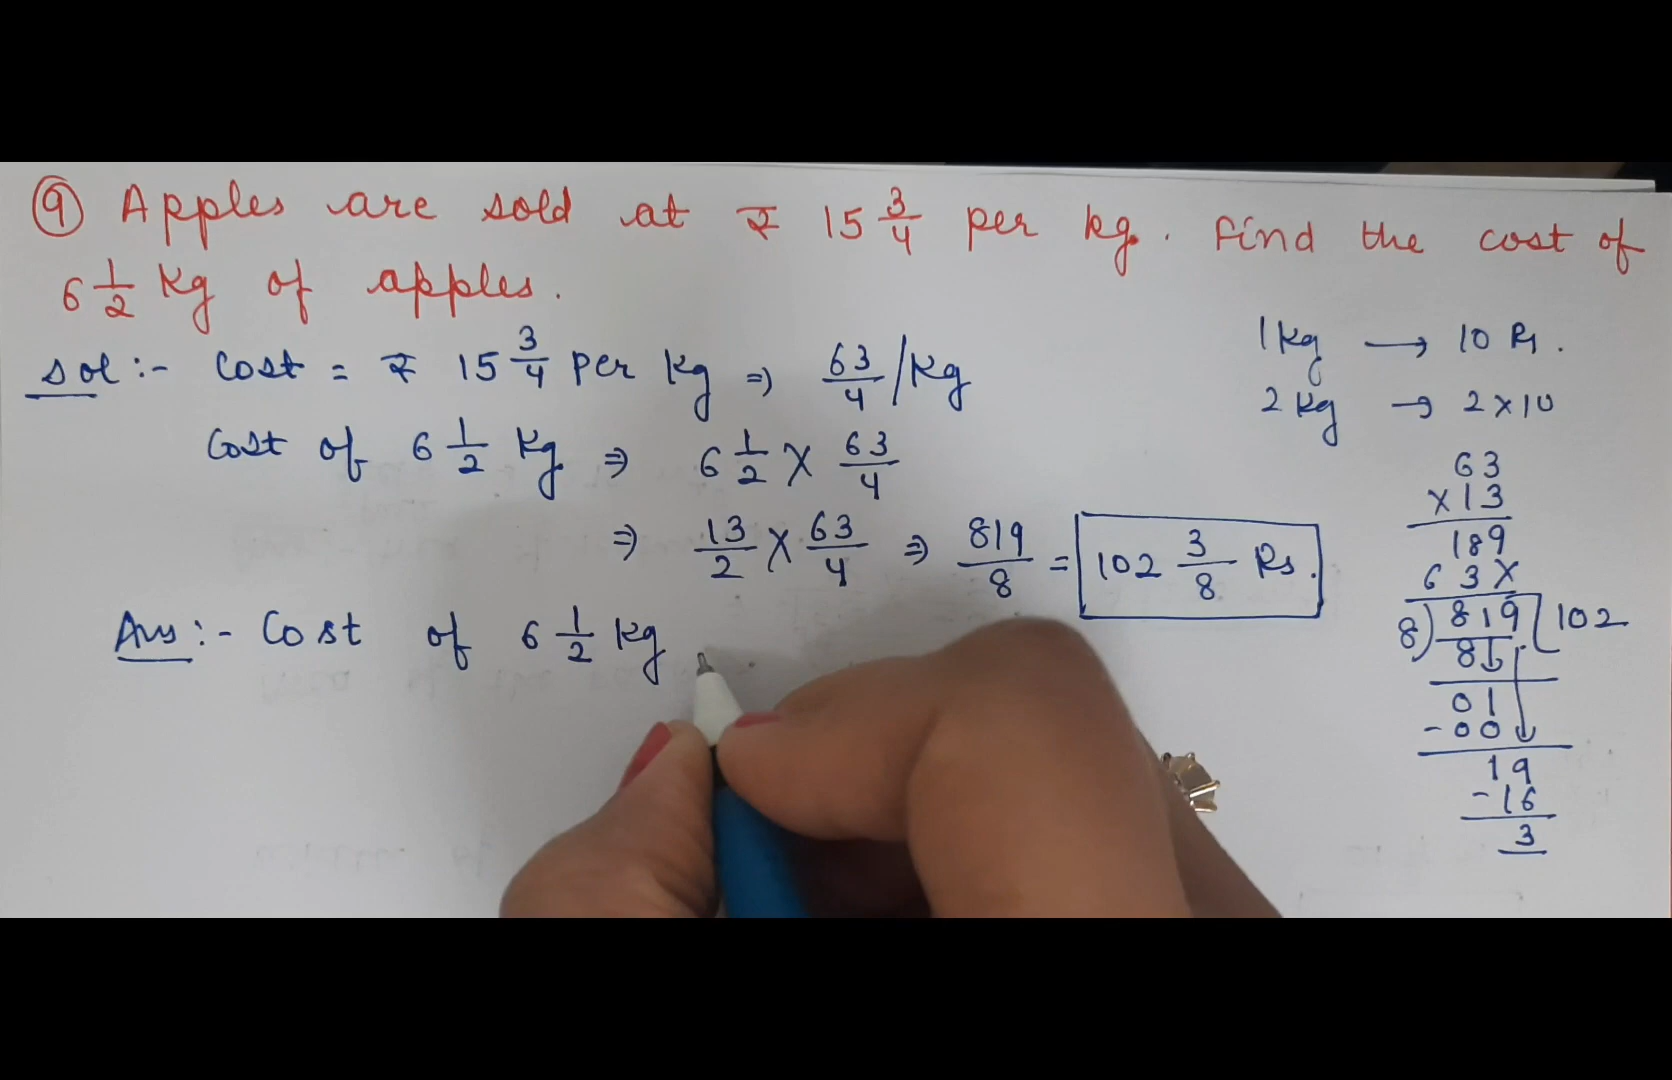 9 Apples are sold at ₹ 15 3/4 per kg. Find the cost of
6 1/2 Kg of apples.
Sol :- Cost = ₹ 15 3/4 Per Kg ⇒ 63/4 /Kg
Cost of 6 1/2 Kg ⇒ 6 1/2 X 63/4
⇒ 13/2 X 63/4 ⇒ 819/8 = 102 3/8 Rs.
Ans :- Cost of 6 1/2 Kg
1 Kg → 10 Rs.
2 Kg → 2 X 10
63
X 13
189
63X
8) 819 102
8
01
- 00
19
- 16
3